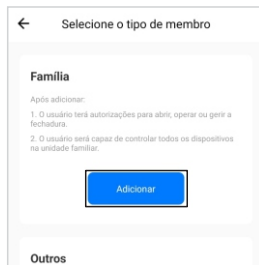 Selecione o tipo de membro
Família
Após adicionar:
1. O usuário terá autorizações para abrir, operar ou gerir a
fechadura.
2. O usuário será capaz de controlar todos os dispositivos
na unidade familiar.
Adicionar
Outros